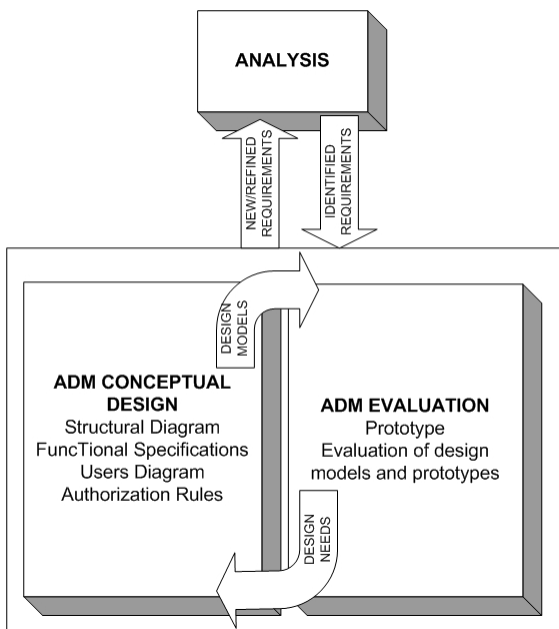 ANALYSIS
NEW/REFINED
REQUIREMENTS
IDENTIFIED
REQUIREMENTS
DESIGN
MODELS
ADM CONCEPTUAL
DESIGN
Structural Diagram
FuncTional Specifications
Users Diagram
Authorization Rules
ADM EVALUATION
Prototype
Evaluation of design
models and prototypes
DESIGN
NEEDS